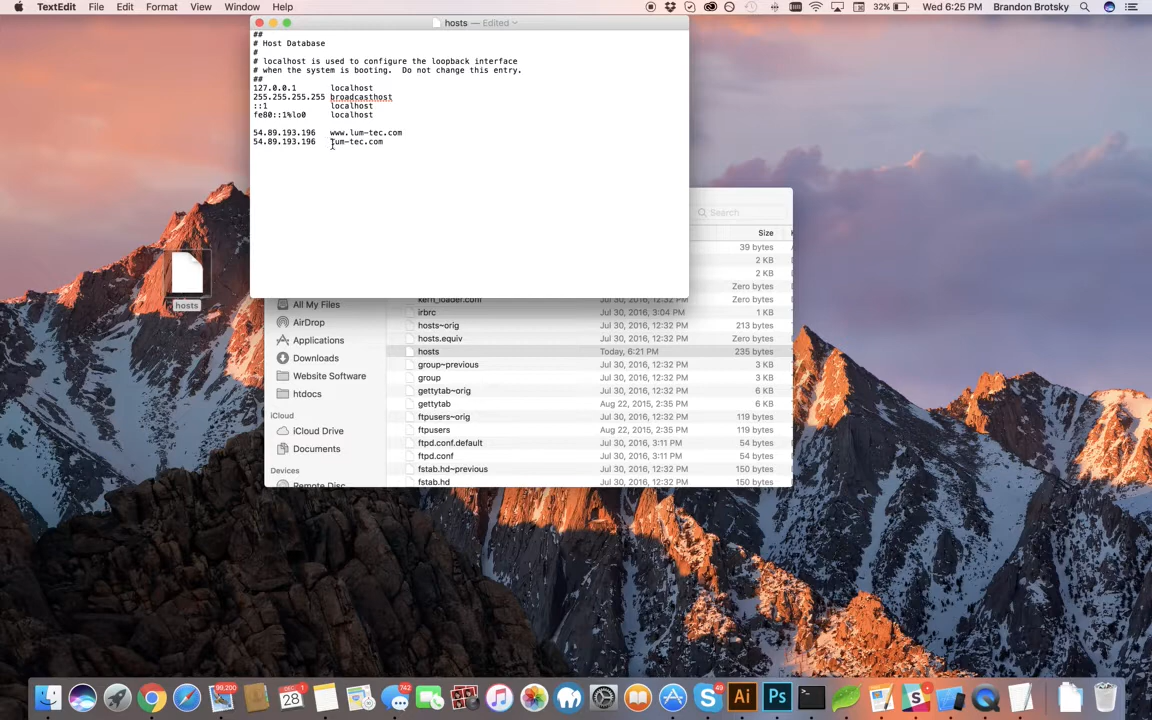 TextEdit File Edit Format View Window Help
32% Wed 6:25 PM Brandon Brotsky
hosts — Edited
##
# Host Database
#
# localhost is used to configure the loopback interface
# when the system is booting.  Do not change this entry.
##
127.0.0.1 localhost
255.255.255.255 broadcasthost
::1 localhost
fe80::1%lo0 localhost
54.89.193.196 www.lum-tec.com
54.89.193.196 lum-tec.com
hosts
Search
Size
39 bytes
2 KB
2 KB
Zero bytes
kern_loader.conf Jul 30, 2016, 12:32 PM Zero bytes
irbrc Jul 30, 2016, 3:04 PM 1 KB
hosts~orig Jul 30, 2016, 12:32 PM 213 bytes
hosts.equiv Jul 30, 2016, 12:32 PM Zero bytes
hosts Today, 6:21 PM 235 bytes
group~previous Jul 30, 2016, 12:32 PM 3 KB
group Jul 30, 2016, 12:32 PM 3 KB
gettytab~orig Jul 30, 2016, 12:32 PM 6 KB
gettytab Aug 22, 2015, 2:35 PM 6 KB
ftpusers~orig Jul 30, 2016, 12:32 PM 119 bytes
ftpusers Aug 22, 2015, 2:35 PM 119 bytes
ftpd.conf.default Jul 30, 2016, 3:11 PM 54 bytes
ftpd.conf Jul 30, 2016, 3:11 PM 54 bytes
fstab.hd~previous Jul 30, 2016, 12:32 PM 150 bytes
fstab.hd Jul 30, 2016, 12:32 PM 150 bytes
All My Files
AirDrop
Applications
Downloads
Website Software
htdocs
iCloud
iCloud Drive
Documents
Devices
Remote Disc
99,200
DEC
28
742
49
Ai
Ps